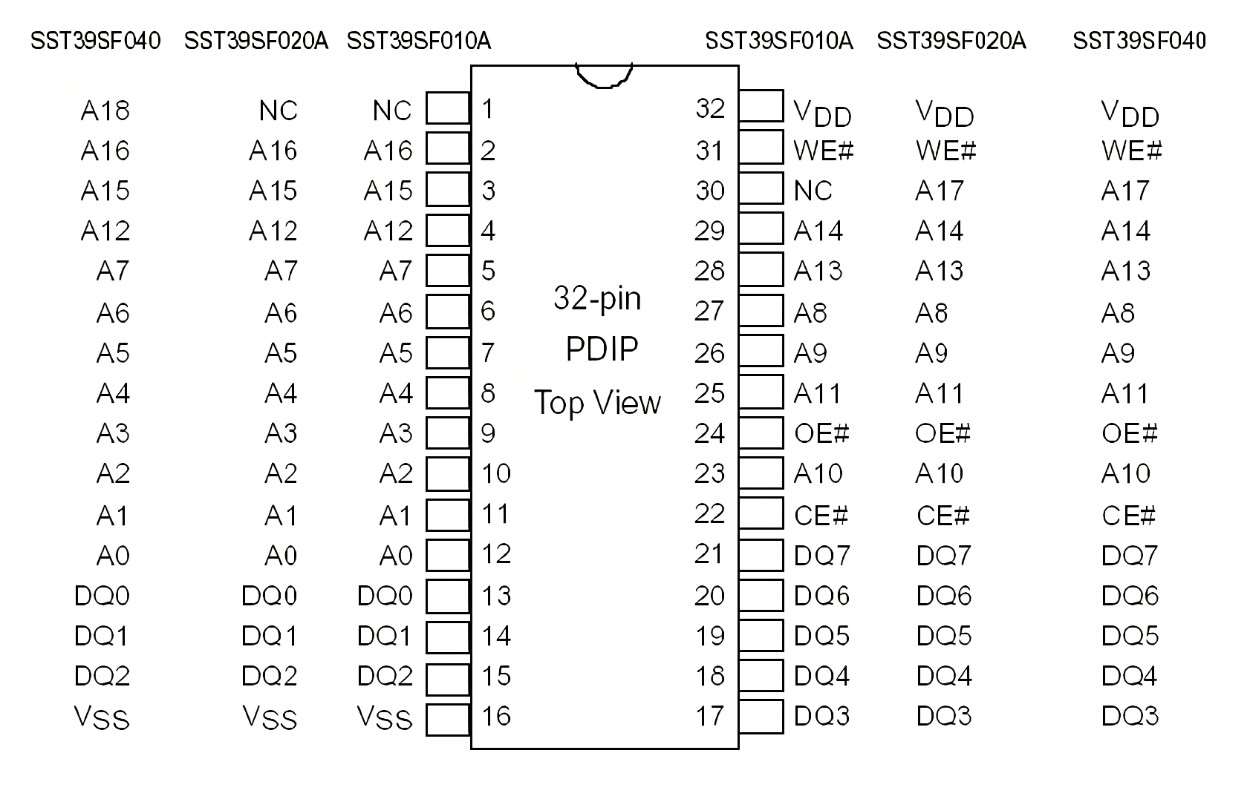 SST39SF040 SST39SF020A SST39SF010A SST39SF010A SST39SF020A SST39SF040
A18 NC NC 1 32 VDD VDD VDD
A16 A16 A16 2 31 WE# WE# WE#
A15 A15 A15 3 30 NC A17 A17
A12 A12 A12 4 29 A14 A14 A14
A7 A7 A7 5 28 A13 A13 A13
32-pin
A6 A6 A6 6 27 A8 A8 A8
PDIP
A5 A5 A5 7 26 A9 A9 A9
A4 A4 A4 8 25 A11 A11 A11
Top View
A3 A3 A3 9 24 OE# OE# OE#
A2 A2 A2 10 23 A10 A10 A10
A1 A1 A1 11 22 CE# CE# CE#
A0 A0 A0 12 21 DQ7 DQ7 DQ7
DQ0 DQ0 DQ0 13 20 DQ6 DQ6 DQ6
DQ1 DQ1 DQ1 14 19 DQ5 DQ5 DQ5
DQ2 DQ2 DQ2 15 18 DQ4 DQ4 DQ4
VSS VSS VSS 16 17 DQ3 DQ3 DQ3